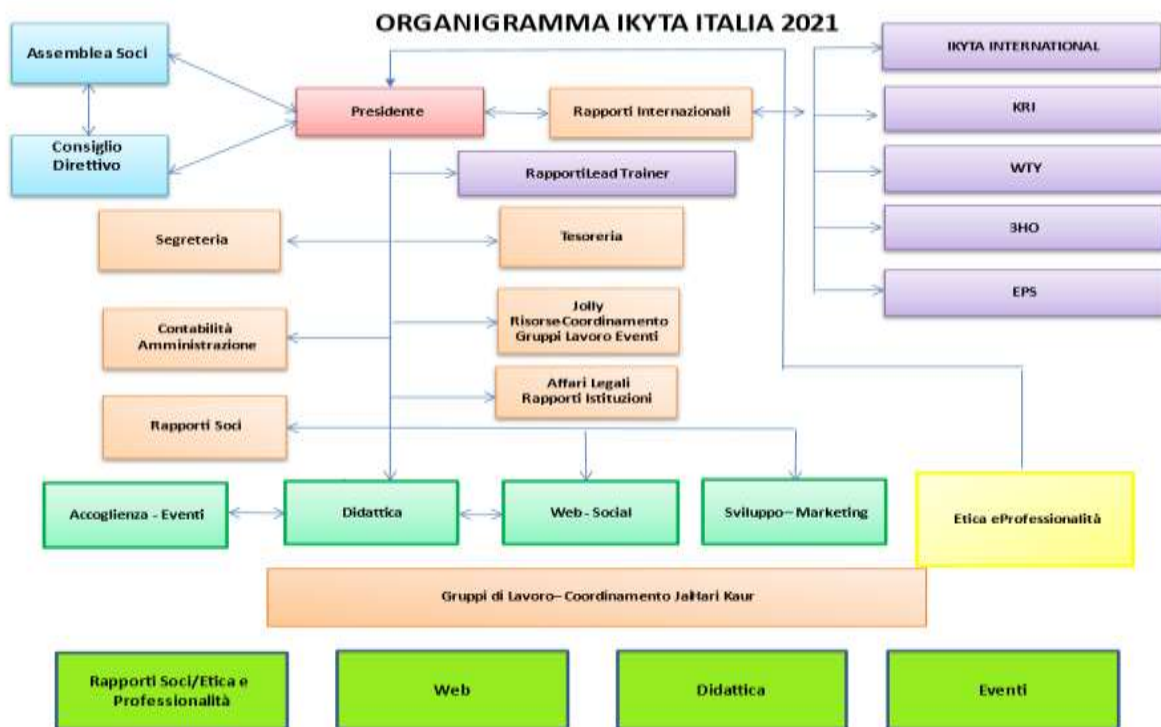 ORGANIGRAMMA IKYTA ITALIA 2021
Assemblea Soci
IKYTA INTERNATIONAL
Presidente
Rapporti Internazionali
KRI
Consiglio
Direttivo
RapportiLead Trainer
WTY
Segreteria
Tesoreria
3HO
EPS
Contabilità
Amministrazione
Jolly
RisorseCoordinamento
Gruppi Lavoro Eventi
Affari Legali
Rapporti Istituzioni
Rapporti Soci
Accoglienza - Eventi
Didattica
Web - Social
Sviluppo– Marketing
Etica eProfessionalità
Gruppi di Lavoro– Coordinamento JaiHari Kaur
Rapporti Soci/Etica e
Professionalità
Web
Didattica
Eventi